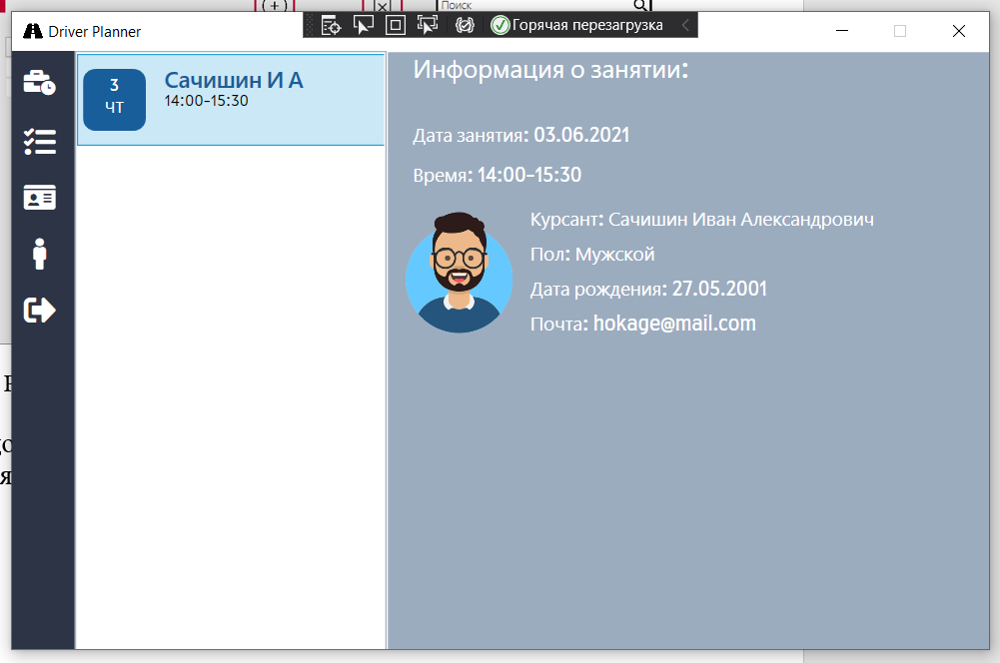 Поиск
Горячая перезагрузка
Driver Planner
3
ЧТ
Сачишин И А
14:00-15:30
Информация о занятии:
Дата занятия: 03.06.2021
Время: 14:00-15:30
Курсант: Сачишин Иван Александрович
Пол: Мужской
Дата рождения: 27.05.2001
Почта: hokage@mail.com